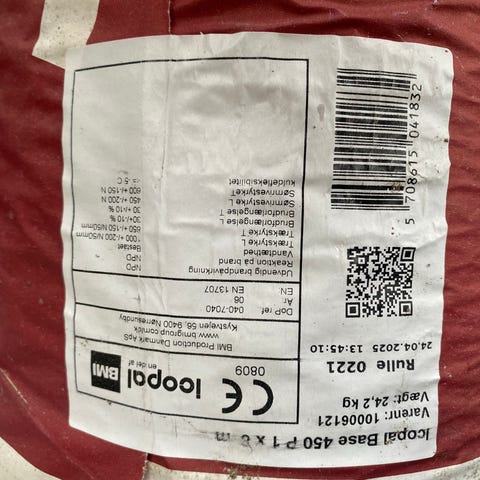 Icopal Base 450 P 1 x 8 m
Varenr: 10006121
Vægt: 24,2 kg
Rulle 0221
24.04.2025 13:45:10
5 708615 041832
CE
0809
Icopal
en del af
BMI
BMI Production Danmark ApS
www.bmigroup.com/dk
Kystvejen 56, 9400 Nørresundby
DoP ref. 040-7040
År 08
EN EN 13707
Udvendig brandpåvirkning NPD
Reaktion på brand NPD
Vandtæthed Bestået
Trækstyrke L 1000 +/-200 N/50mm
Trækstyrke T 650 +/-150 N/50mm
Brudforlængelse L 30/+/-10 %
Brudforlængelse T 30 +/-10 %
Sømrivestyrke L 450 +/-200 N
Sømrivestyrke T 600 +/-150 N
kuldefleksibilitet <= -5 C